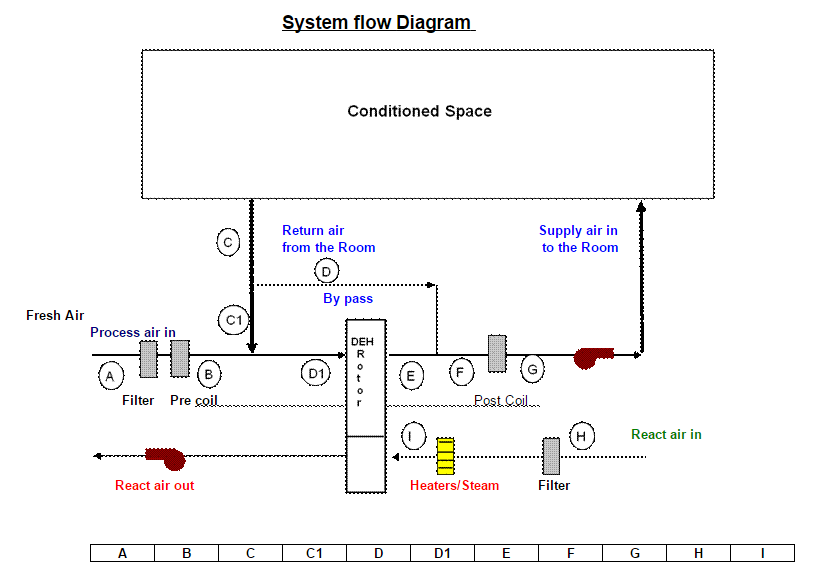 System flow Diagram
Conditioned Space
C
Return air
from the Room
Supply air in
to the Room
D
By pass
Fresh Air
C1
Process air in
DEH
R
o
t
o
r
A
B
D1
E
F
G
Filter
Pre coil
Post Coil
I
H
React air in
React air out
Heaters/Steam
Filter
A B C C1 D D1 E F G H I